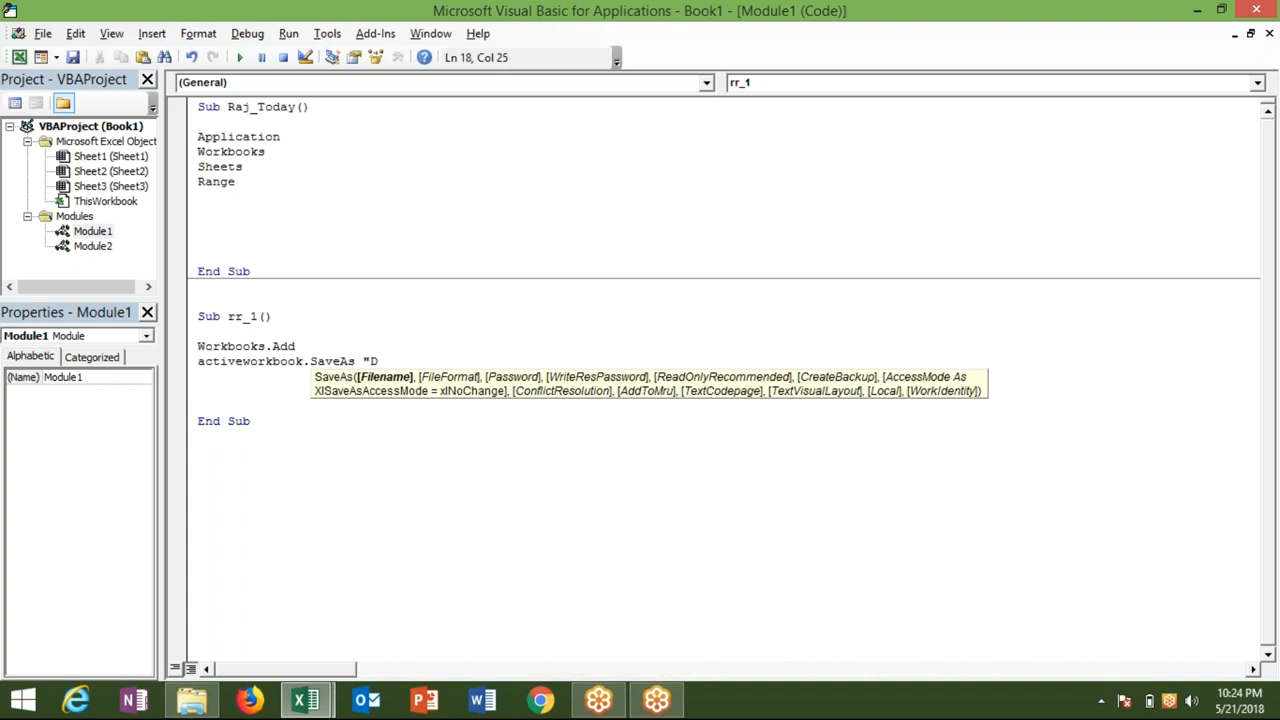 Microsoft Visual Basic for Applications - Book1 - [Module1 (Code)]
File Edit View Insert Format Debug Run Tools Add-Ins Window Help
Ln 18, Col 25
Project - VBAProject
(General)
rr_1
VBAProject (Book1)
Microsoft Excel Object
Sheet1 (Sheet1)
Sheet2 (Sheet2)
Sheet3 (Sheet3)
ThisWorkbook
Modules
Module1
Module2
Properties - Module1
Module1 Module
Alphabetic Categorized
(Name) Module1
Sub Raj_Today()
Application
Workbooks
Sheets
Range
End Sub
Sub rr_1()
Workbooks.Add
activeworkbook.SaveAs "D
SaveAs([Filename], [FileFormat], [Password], [WriteResPassword], [ReadOnlyRecommended], [CreateBackup], [AccessMode As
XlSaveAsAccessMode = xlNoChange], [ConflictResolution], [AddToMru], [TextCodepage], [TextVisualLayout], [Local], [WorkIdentity])
End Sub
10:24 PM
5/21/2018